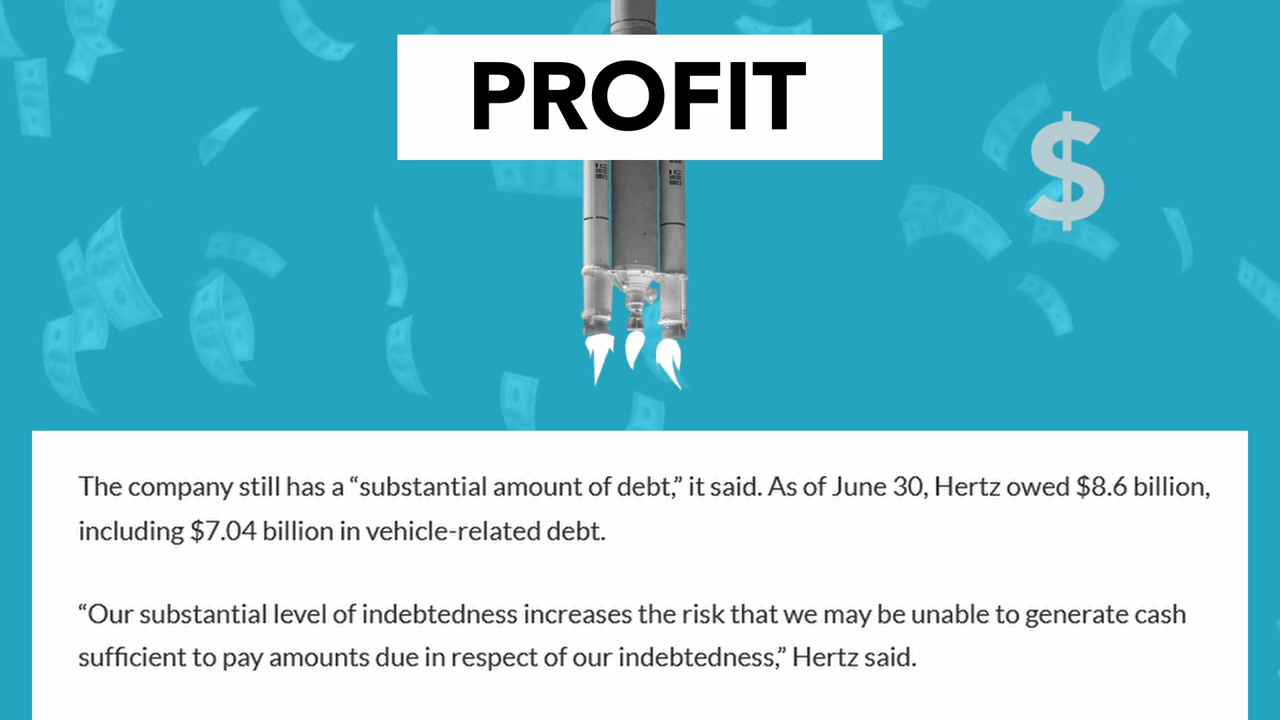 PROFIT
$
The company still has a “substantial amount of debt,” it said. As of June 30, Hertz owed $8.6 billion,
including $7.04 billion in vehicle-related debt.
“Our substantial level of indebtedness increases the risk that we may be unable to generate cash
sufficient to pay amounts due in respect of our indebtedness,” Hertz said.